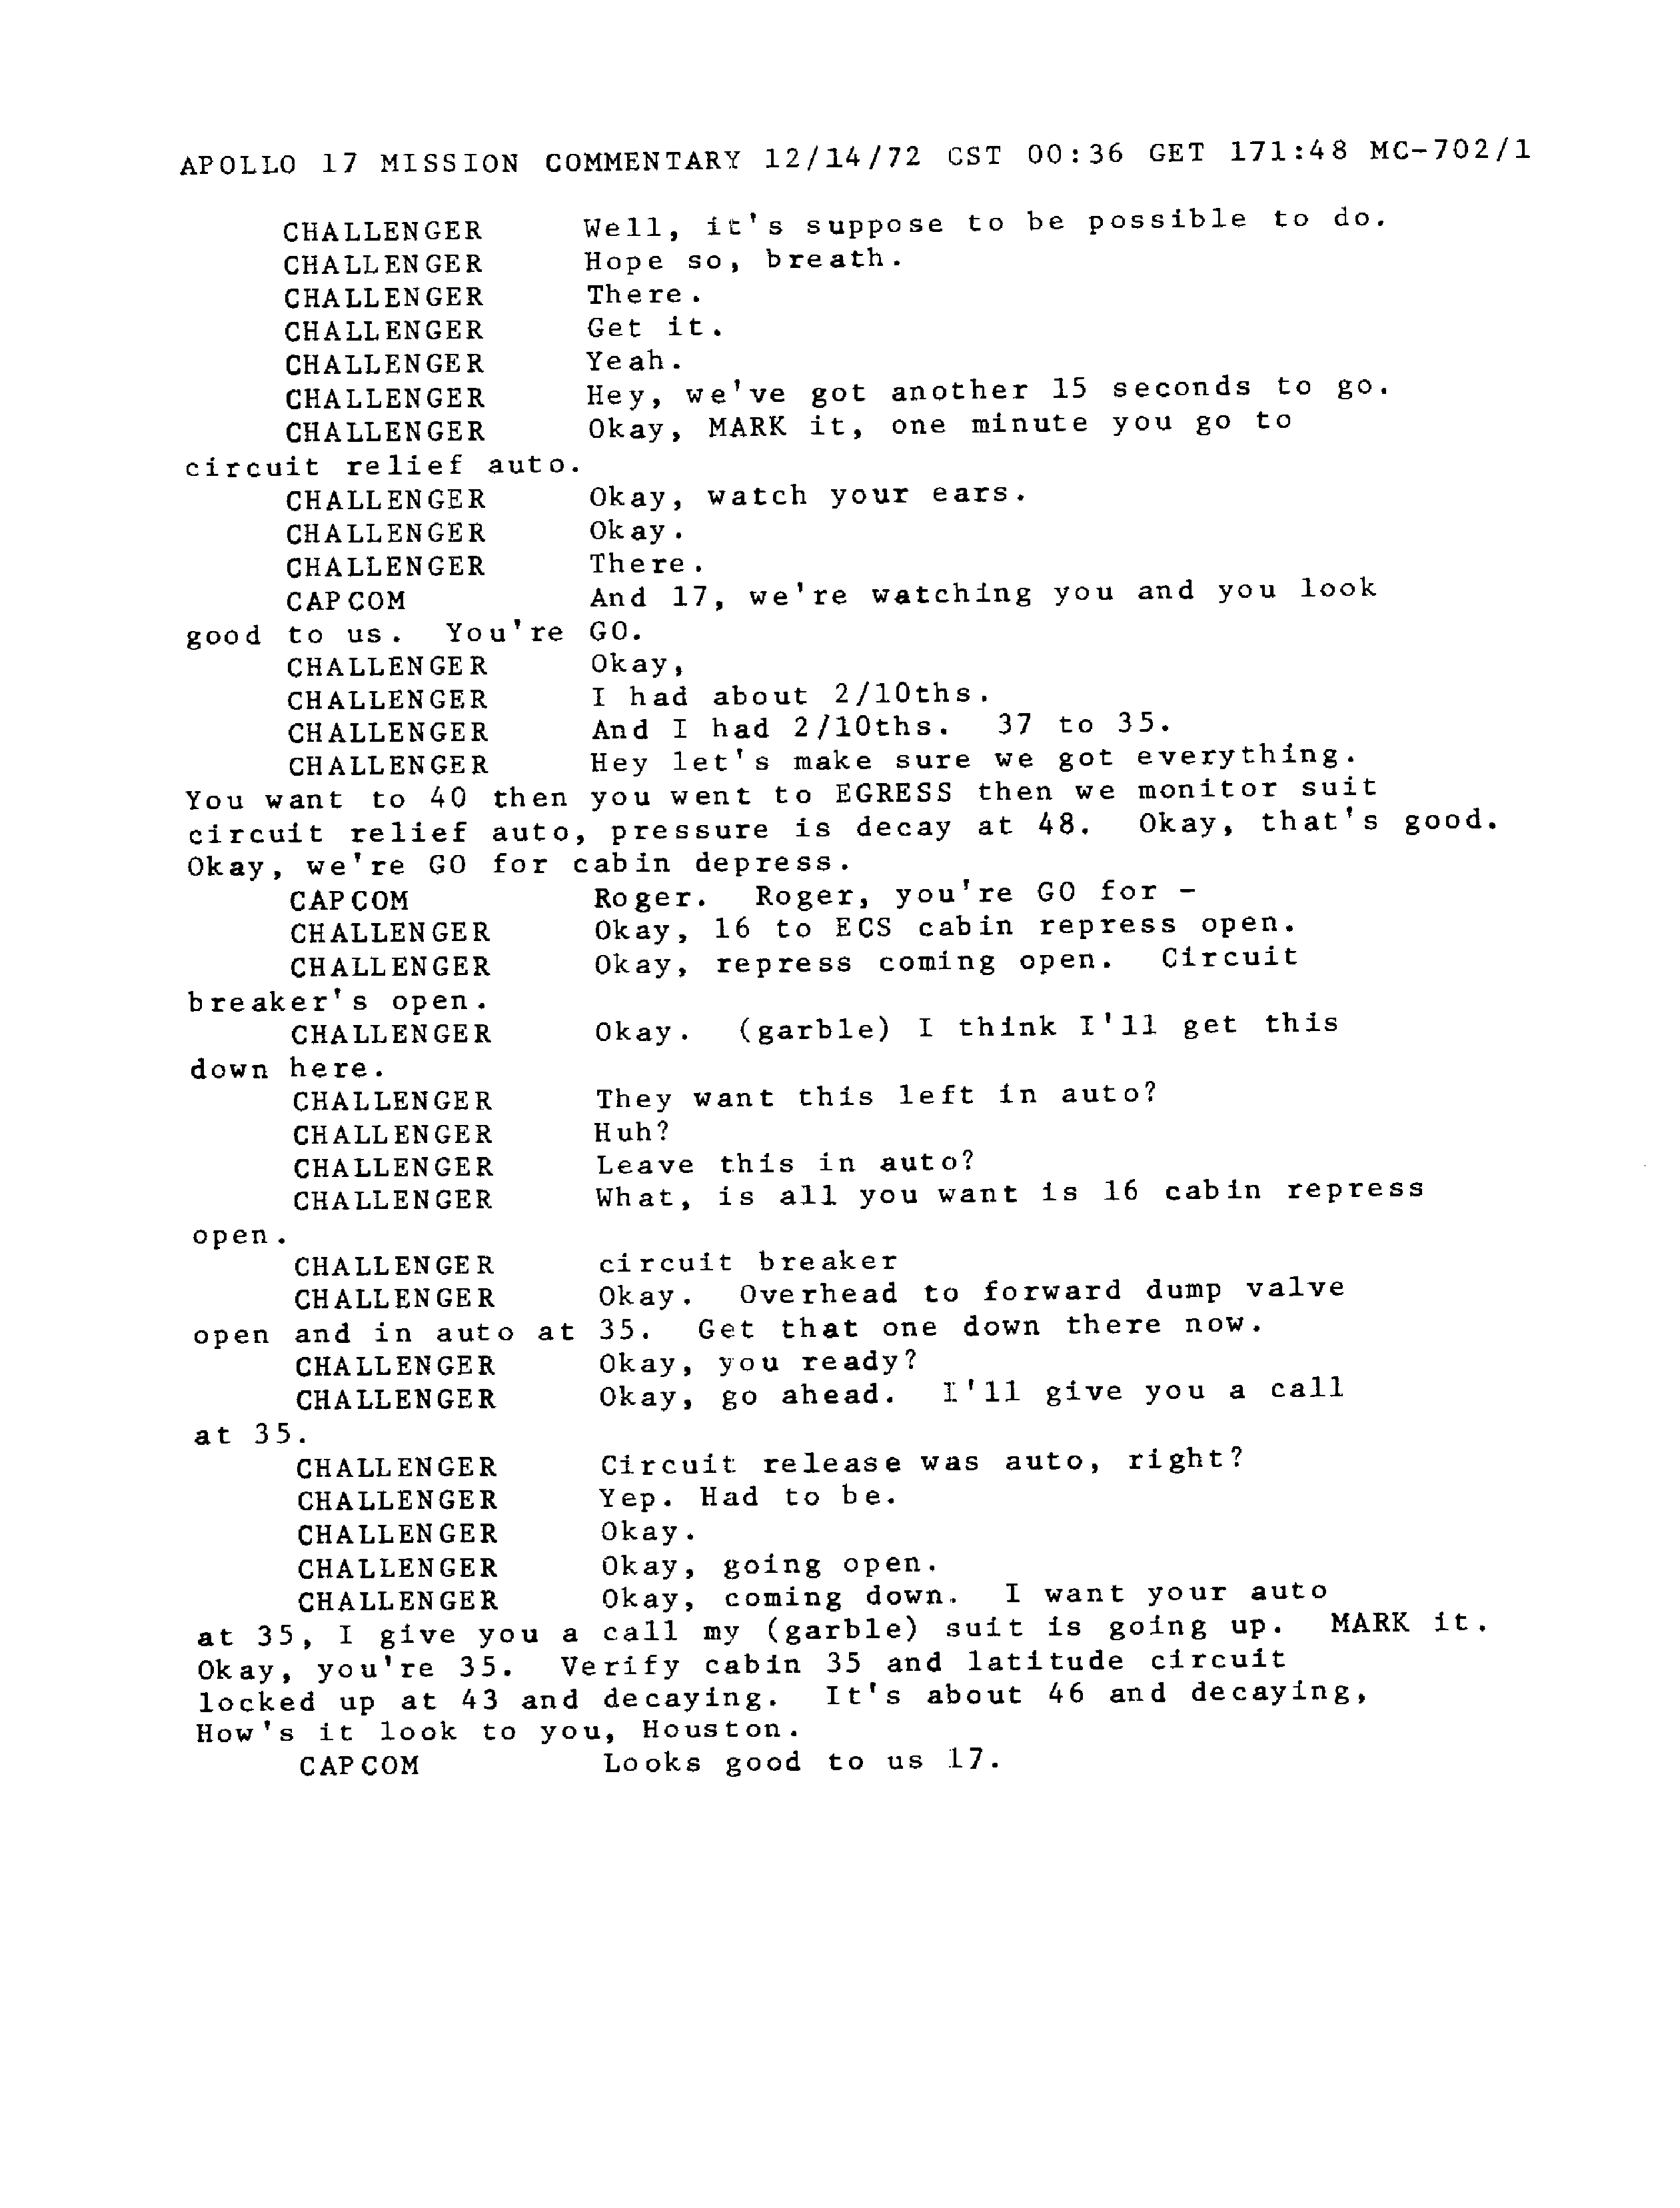 APOLLO 17 MISSION COMMENTARY 12/14/72 CST 00:36 GET 171:48 MC-702/1
CHALLENGER Well, it's suppose to be possible to do.
CHALLENGER Hope so, breath.
CHALLENGER There.
CHALLENGER Get it.
CHALLENGER Yeah.
CHALLENGER Hey, we've got another 15 seconds to go.
CHALLENGER Okay, MARK it, one minute you go to
circuit relief auto.
CHALLENGER Okay, watch your ears.
CHALLENGER Okay.
CHALLENGER There.
CAPCOM And 17, we're watching you and you look
good to us. You're GO.
CHALLENGER Okay,
CHALLENGER I had about 2/10ths.
CHALLENGER And I had 2/10ths. 37 to 35.
CHALLENGER Hey let's make sure we got everything.
You want to 40 then you went to EGRESS then we monitor suit
circuit relief auto, pressure is decay at 48. Okay, that's good.
Okay, we're GO for cabin depress.
CAPCOM Roger. Roger, you're GO for -
CHALLENGER Okay, 16 to ECS cabin repress open.
CHALLENGER Okay, repress coming open. Circuit
breaker's open.
CHALLENGER Okay. (garble) I think I'll get this
down here.
CHALLENGER They want this left in auto?
CHALLENGER Huh?
CHALLENGER Leave this in auto?
CHALLENGER What, is all you want is 16 cabin repress
open.
CHALLENGER circuit breaker
CHALLENGER Okay. Overhead to forward dump valve
open and in auto at 35. Get that one down there now.
CHALLENGER Okay, you ready?
CHALLENGER Okay, go ahead. I'll give you a call
at 35.
CHALLENGER Circuit release was auto, right?
CHALLENGER Yep. Had to be.
CHALLENGER Okay.
CHALLENGER Okay, going open.
CHALLENGER Okay, coming down. I want your auto
at 35, I give you a call my (garble) suit is going up. MARK it.
Okay, you're 35. Verify cabin 35 and latitude circuit
locked up at 43 and decaying. It's about 46 and decaying,
How's it look to you, Houston.
CAPCOM Looks good to us 17.